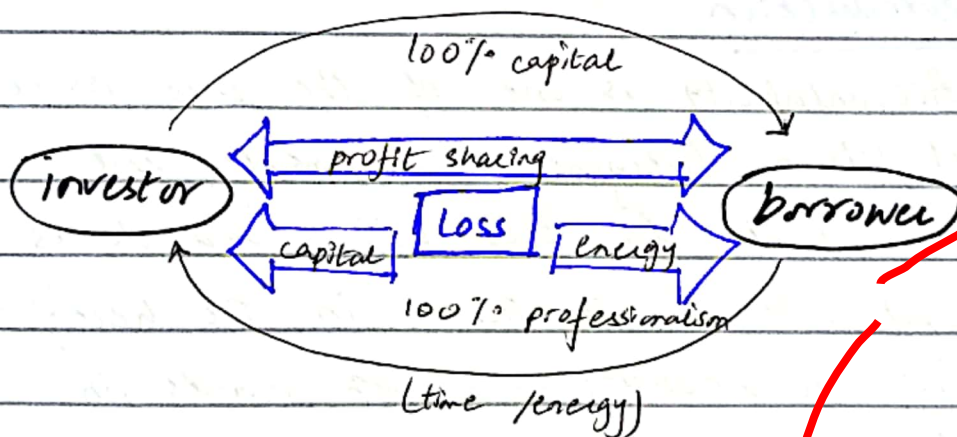 100% capital
profit sharing
investor
borrower
Loss
capital
energy
100% professionalism
(time /energy)